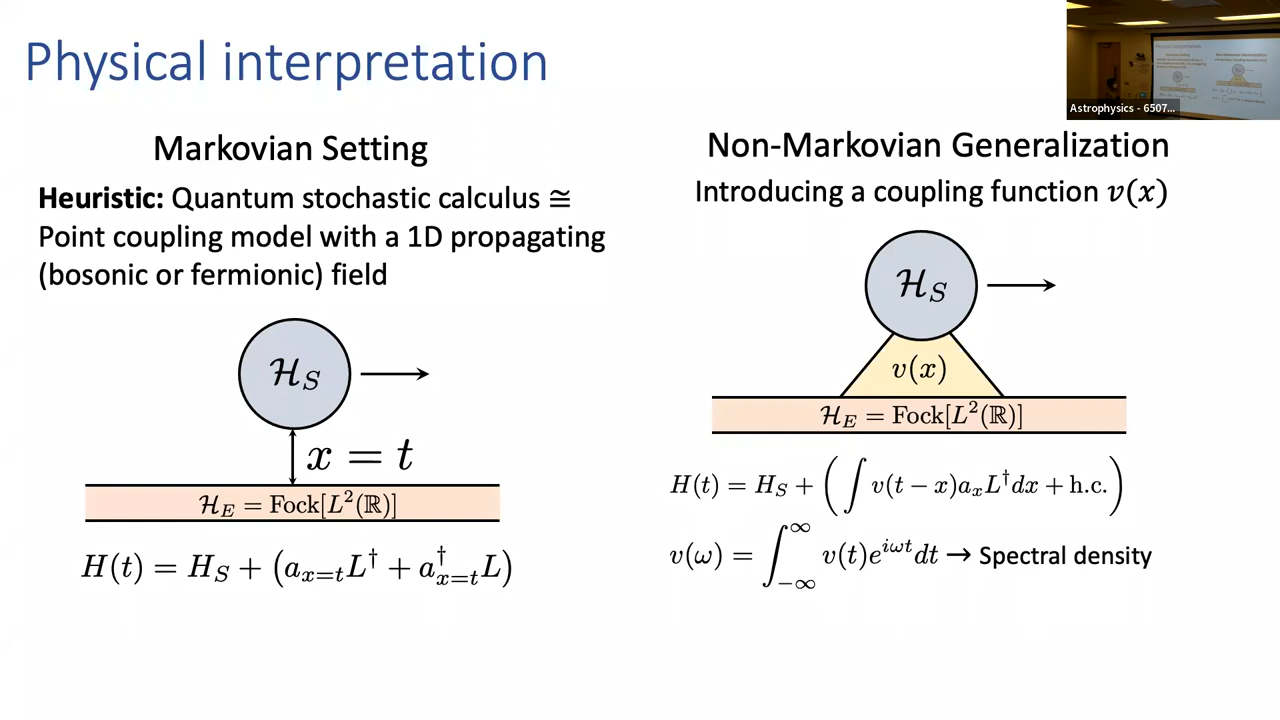 Physical interpretation
Astrophysics - 6507...
Markovian Setting
Heuristic: Quantum stochastic calculus ≅
Point coupling model with a 1D propagating
(bosonic or fermionic) field
ℋ_S
x = t
ℋ_E = Fock[L²(ℝ)]
H(t) = H_S + (a_{x=t}L† + a†_{x=t}L)
Non-Markovian Generalization
Introducing a coupling function v(x)
ℋ_S
v(x)
ℋ_E = Fock[L²(ℝ)]
H(t) = H_S + (∫ v(t − x)a_x L†dx + h.c.)
v(ω) = ∫_{−∞}^{∞} v(t)e^{iωt}dt → Spectral density